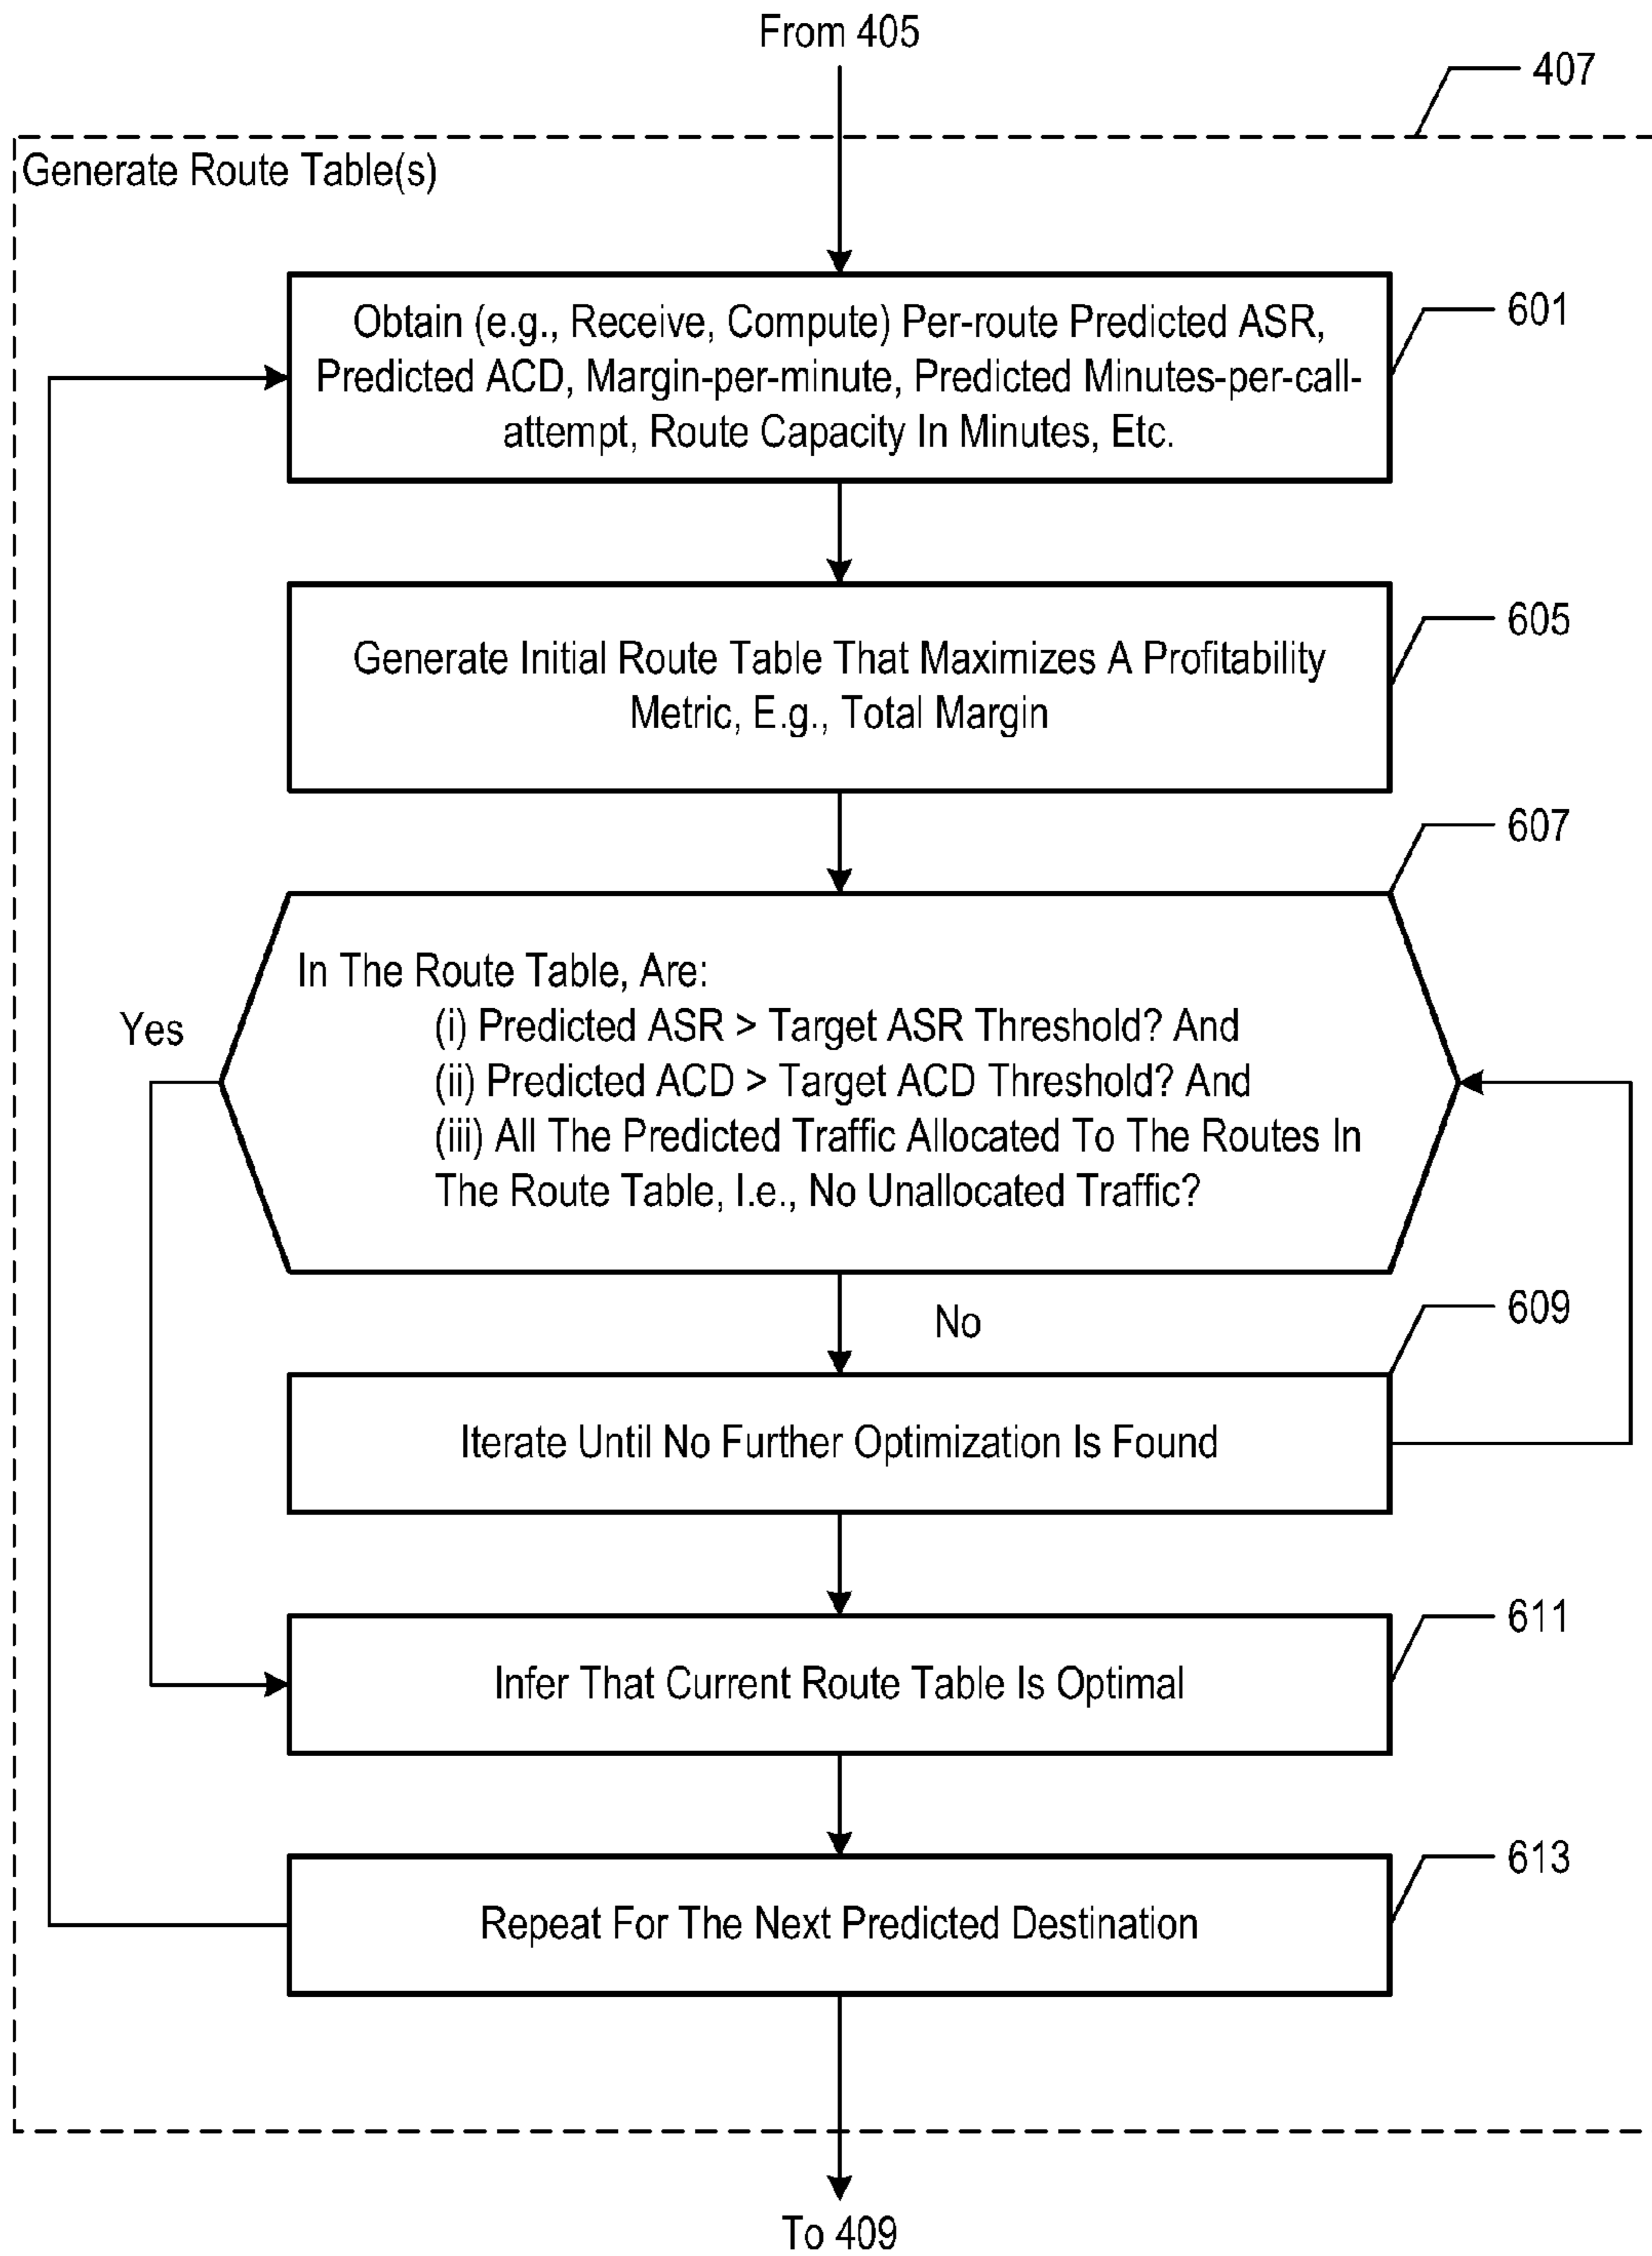 From 405
407
Generate Route Table(s)
Obtain (e.g., Receive, Compute) Per-route Predicted ASR,
Predicted ACD, Margin-per-minute, Predicted Minutes-per-call-
attempt, Route Capacity In Minutes, Etc.
601
Generate Initial Route Table That Maximizes A Profitability
Metric, E.g., Total Margin
605
607
In The Route Table, Are:
(i) Predicted ASR > Target ASR Threshold? And
(ii) Predicted ACD > Target ACD Threshold? And
(iii) All The Predicted Traffic Allocated To The Routes In
The Route Table, I.e., No Unallocated Traffic?
Yes
No
609
Iterate Until No Further Optimization Is Found
611
Infer That Current Route Table Is Optimal
613
Repeat For The Next Predicted Destination
To 409